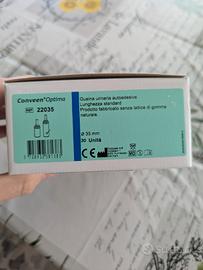 Conveen® Optima
REF 22035
Guaina urinaria autoadesiva
Lunghezza standard
Prodotto fabbricato senza lattice di gomma
naturale.
Ø 35 mm
30 Unità